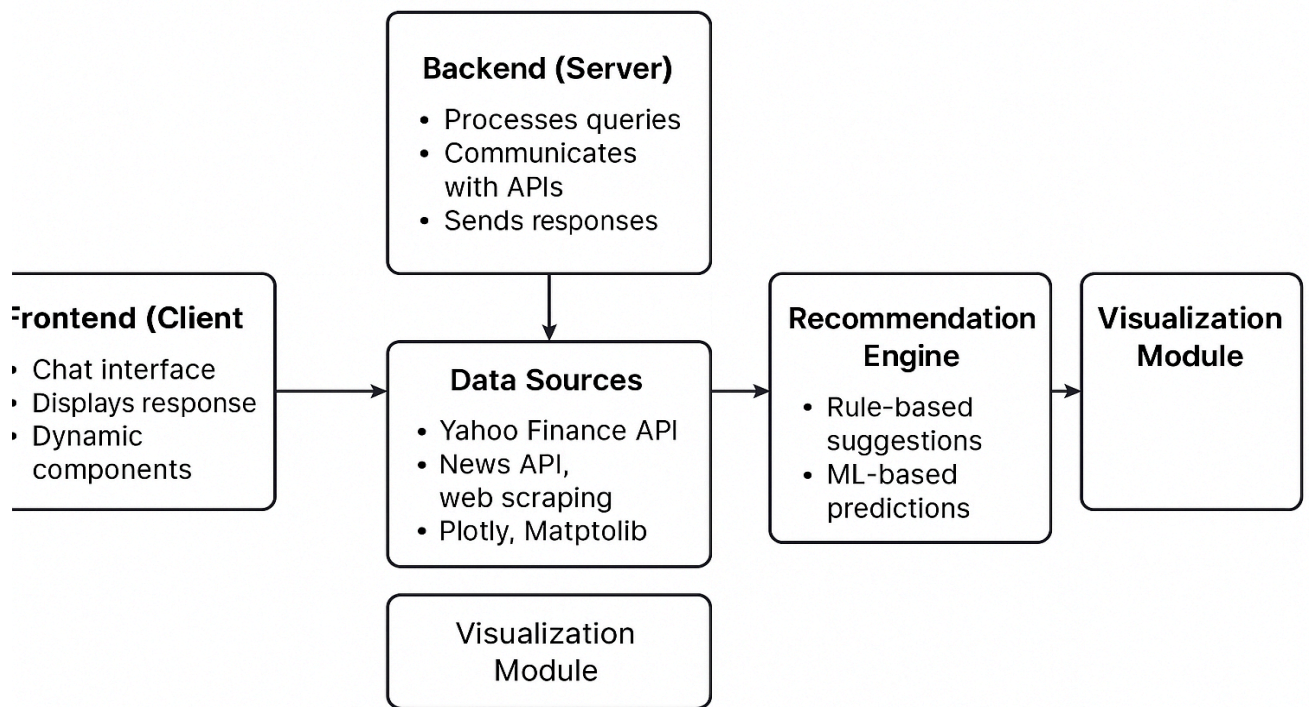 Backend (Server)
• Processes queries
• Communicates
with APIs
• Sends responses
Frontend (Client
• Chat interface
• Displays response
• Dynamic
components
Data Sources
• Yahoo Finance API
• News API,
web scraping
• Plotly, Matptolib
Recommendation
Engine
• Rule-based
suggestions
• ML-based
predictions
Visualization
Module
Visualization
Module